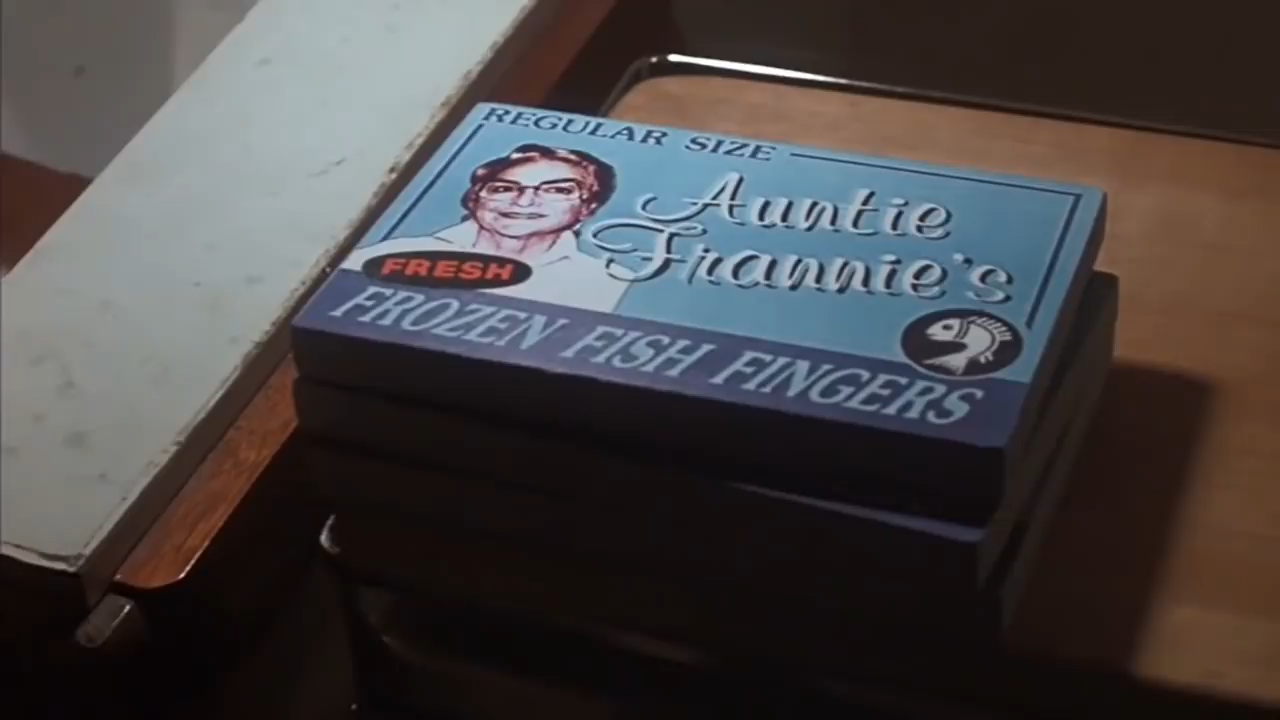 REGULAR SIZE
Auntie
Frannie's
FRESH
FROZEN FISH FINGERS